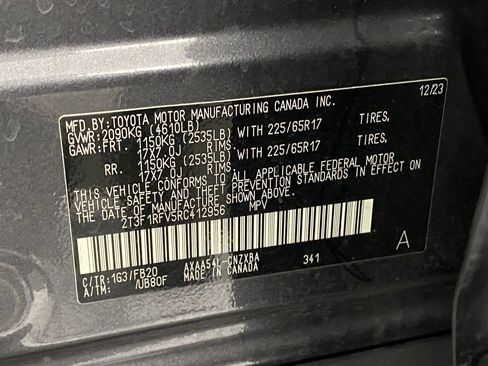 MFD. BY:TOYOTA MOTOR MANUFACTURING CANADA INC. 12/23
GVWR:2090KG (4610LB)
GAWR:FRT. 1150KG (2535LB) WITH 225/65R17 TIRES,
17X7.0J RIMS,
RR. 1150KG (2535LB) WITH 225/65R17 TIRES,
17X7.0J RIMS.
THIS VEHICLE CONFORMS TO ALL APPLICABLE FEDERAL MOTOR
VEHICLE SAFETY AND THEFT PREVENTION STANDARDS IN EFFECT
ON THE DATE OF MANUFACTURE SHOWN ABOVE.
2T3F1RFV5RC412956 MPV
A
C/TR:1G3/FB20 AXAA54L-CNZXBA 341
A/TM: /UB80F MADE IN CANADA